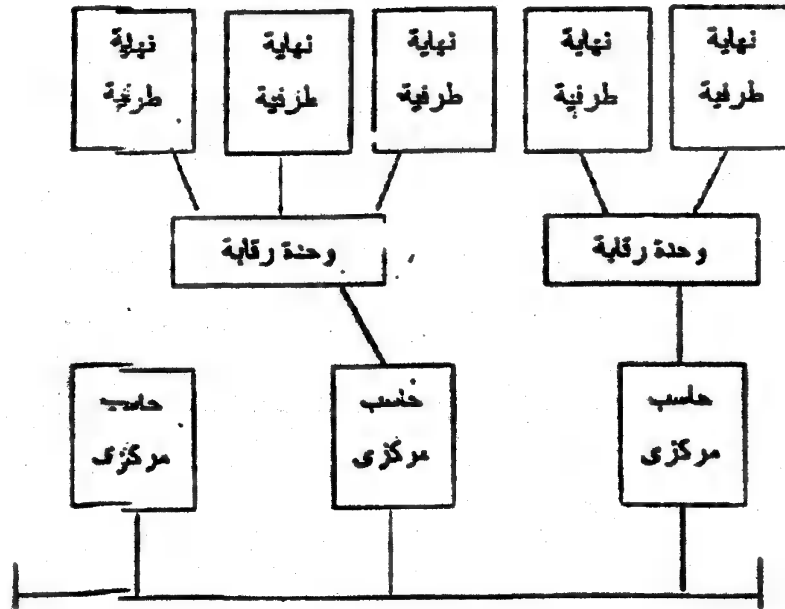 نهاية
طرفية
نهاية
طرفية
نهاية
طرفية
نهاية
طرفية
نهاية
طرفية
وحدة رقابة
وحدة رقابة
حاسب
مركزى
حاسب
مركزى
حاسب
مركزى